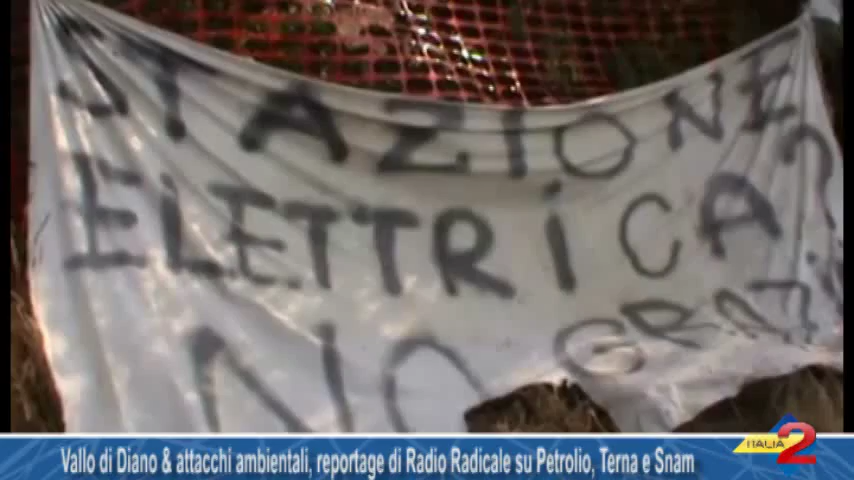 STAZIONE
ELETTRiCA?
NO GRAZiE
Vallo di Diano & attacchi ambientali, reportage di Radio Radicale su Petrolio, Terna e Snam
ITALIA 2